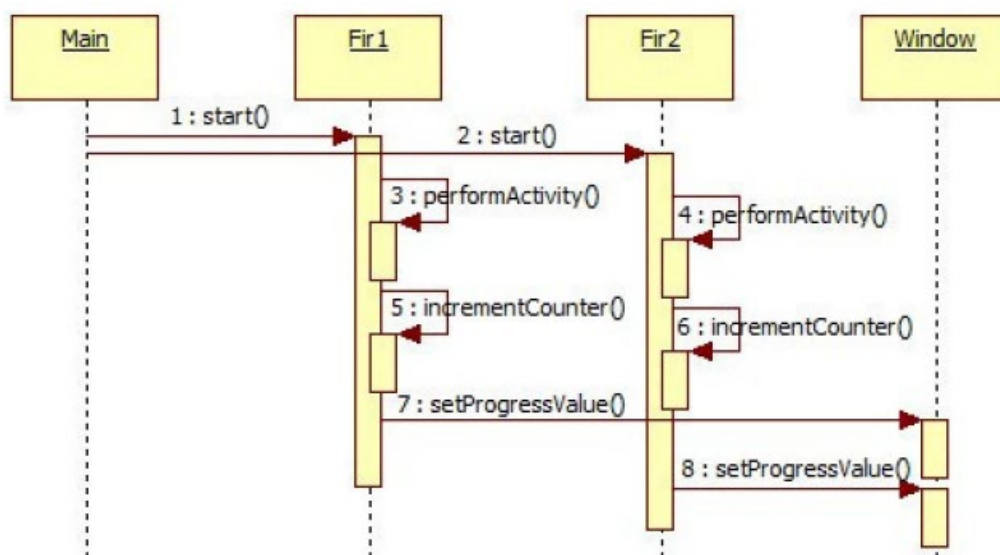 Main
Fir1
Fir2
Window
1 : start()
2 : start()
3 : performActivity()
4 : performActivity()
5 : incrementCounter()
6 : incrementCounter()
7 : setProgressValue()
8 : setProgressValue()